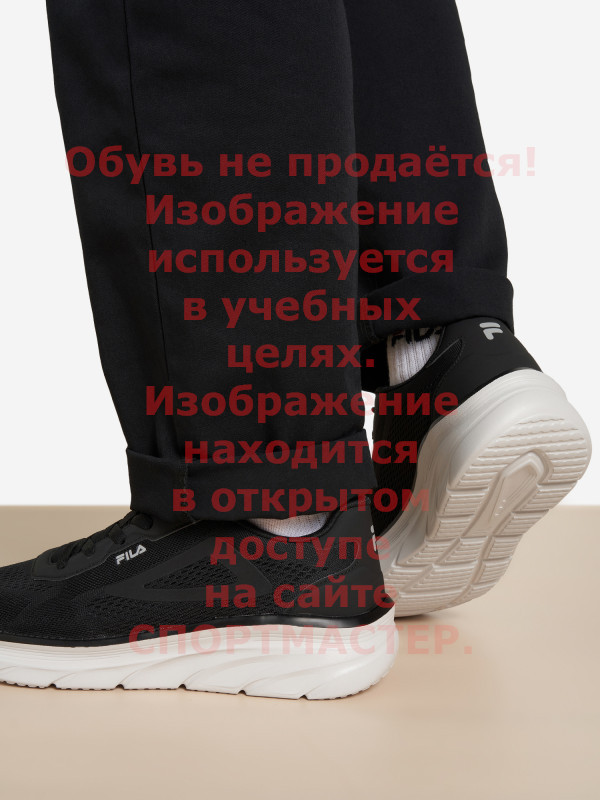 Обувь не продаётся!
Изображение
используется
в учебных
целях.
FILA
Изображение
находится
в открытом
FILA
доступе
на сайте
СПОРТМАСТЕР.